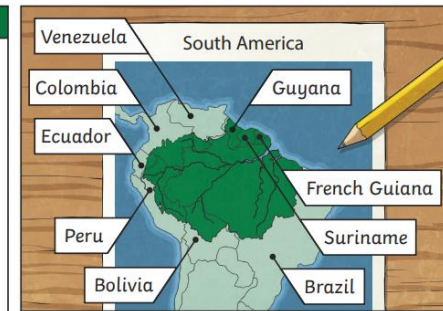 South America
Venezuela
Colombia
Ecuador
Peru
Bolivia
Guyana
French Guiana
Suriname
Brazil